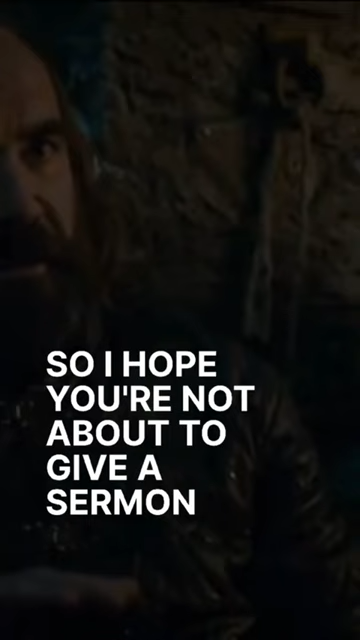 SO I HOPE
YOU'RE NOT
ABOUT TO
GIVE A
SERMON